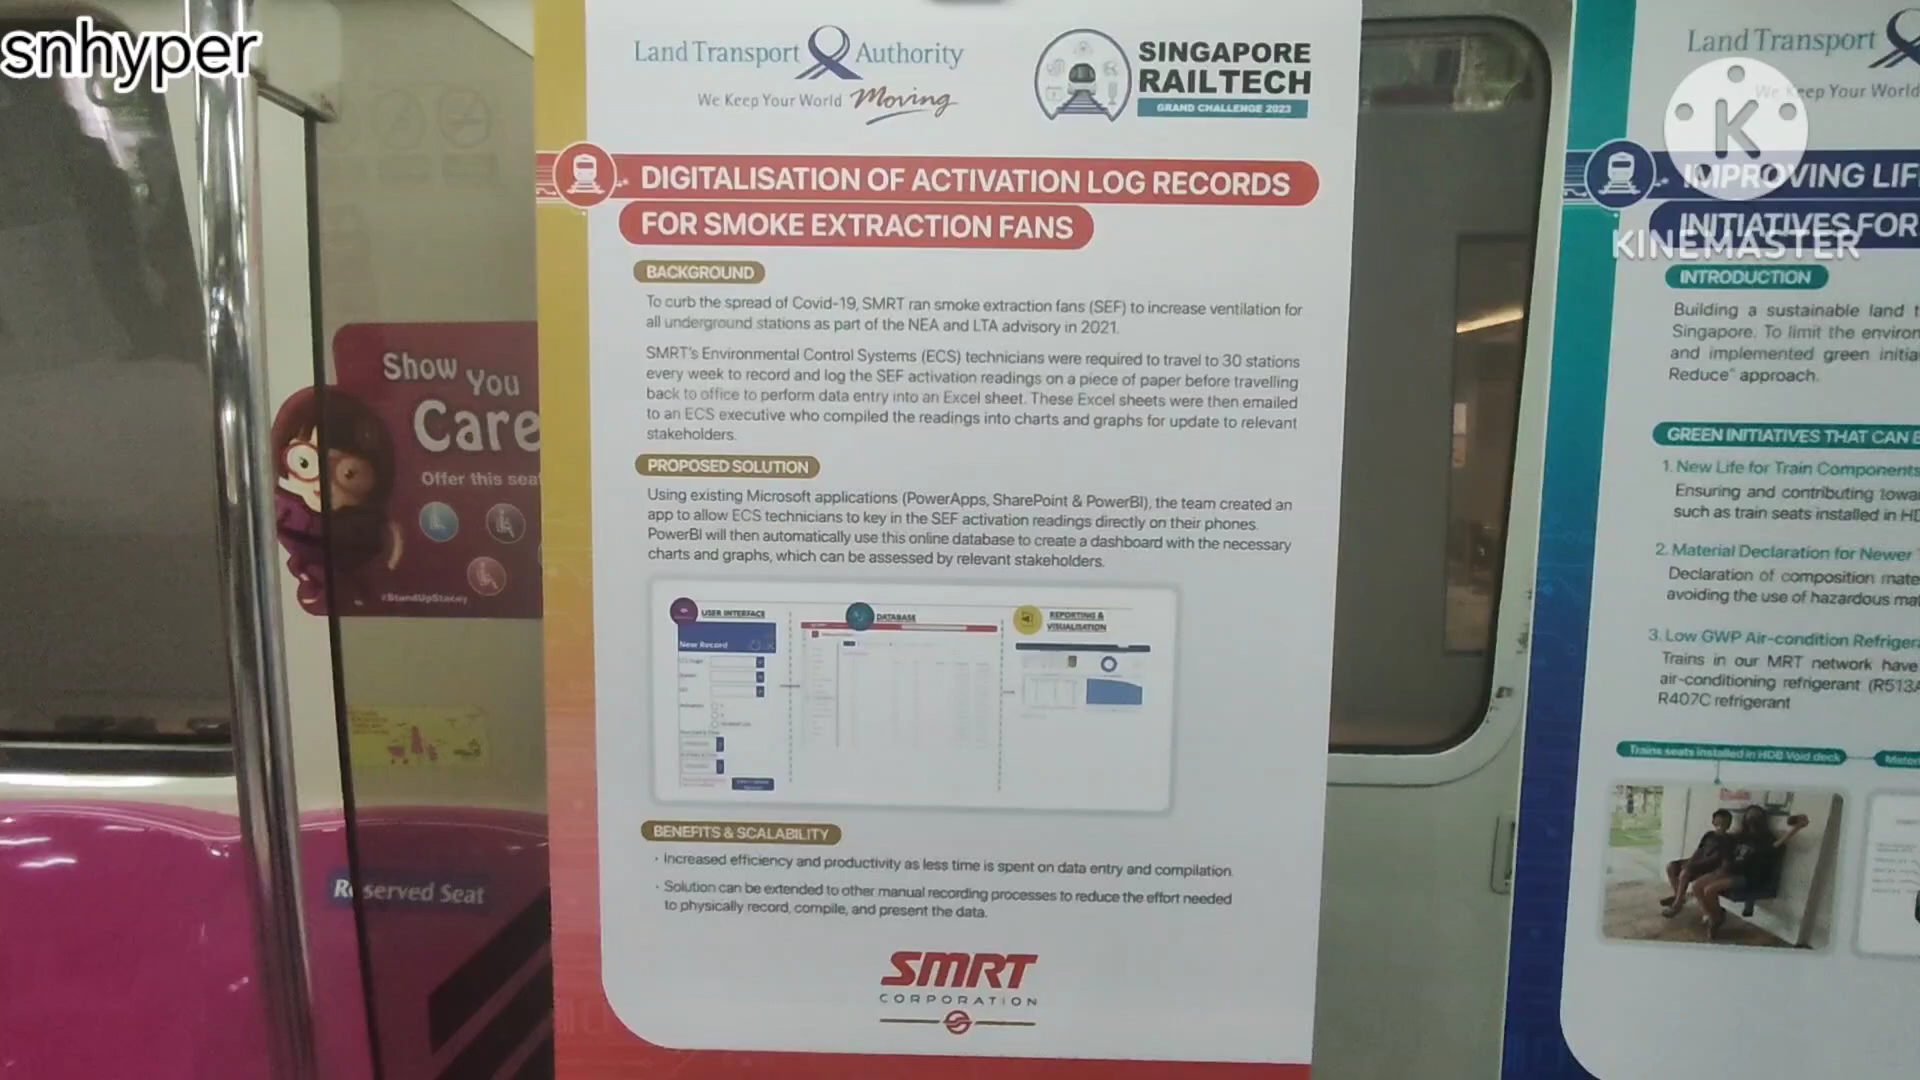 snhyper
Land Transport Authority
We Keep Your World Moving
SINGAPORE
RAILTECH
GRAND CHALLENGE 2023
DIGITALISATION OF ACTIVATION LOG RECORDS
FOR SMOKE EXTRACTION FANS
BACKGROUND
To curb the spread of Covid-19, SMRT ran smoke extraction fans (SEF) to increase ventilation for
all underground stations as part of the NEA and LTA advisory in 2021.
SMRT's Environmental Control Systems (ECS) technicians were required to travel to 30 stations
every week to record and log the SEF activation readings on a piece of paper before travelling
back to office to perform data entry into an Excel sheet. These Excel sheets were then emailed
to an ECS executive who compiled the readings into charts and graphs for update to relevant
stakeholders.
PROPOSED SOLUTION
Using existing Microsoft applications (PowerApps, SharePoint & PowerBI), the team created an
app to allow ECS technicians to key in the SEF activation readings directly on their phones.
PowerBI will then automatically use this online database to create a dashboard with the necessary
charts and graphs, which can be assessed by relevant stakeholders.
USER INTERFACE
New Record
DATABASE
REPORTING &
VISUALISATION
BENEFITS & SCALABILITY
· Increased efficiency and productivity as less time is spent on data entry and compilation.
· Solution can be extended to other manual recording processes to reduce the effort needed
to physically record, compile, and present the data.
SMRT
CORPORATION
Show You
Care
Offer this sea
#StandUpStacey
Reserved Seat
Land Transport
We Keep Your World
K
KINEMASTER
IMPROVING LIF
INITIATIVES FOR
INTRODUCTION
Building a sustainable land t
Singapore. To limit the environ
and implemented green initia
Reduce" approach.
GREEN INITIATIVES THAT CAN B
1. New Life for Train Components
Ensuring and contributing towa
such as train seats installed in HD
2. Material Declaration for Newer
Declaration of composition mate
avoiding the use of hazardous mat
3. Low GWP Air-condition Refrigera
Trains in our MRT network have
air-conditioning refrigerant (R513A
R407C refrigerant
Trains seats installed in HDB Void deck
Mater